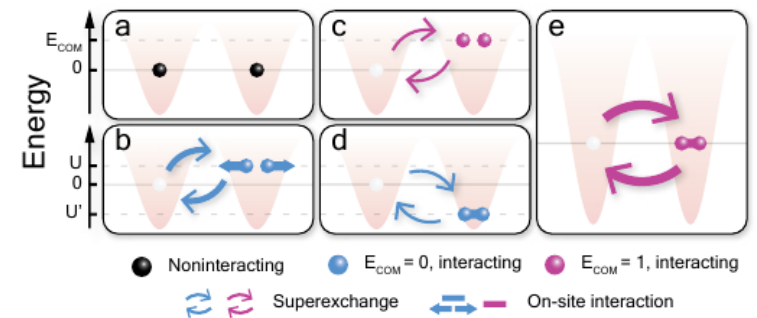 a
c
e
E_COM
0
Energy
b
d
U
0
U'
Noninteracting
E_COM = 0, interacting
E_COM = 1, interacting
Superexchange
On-site interaction